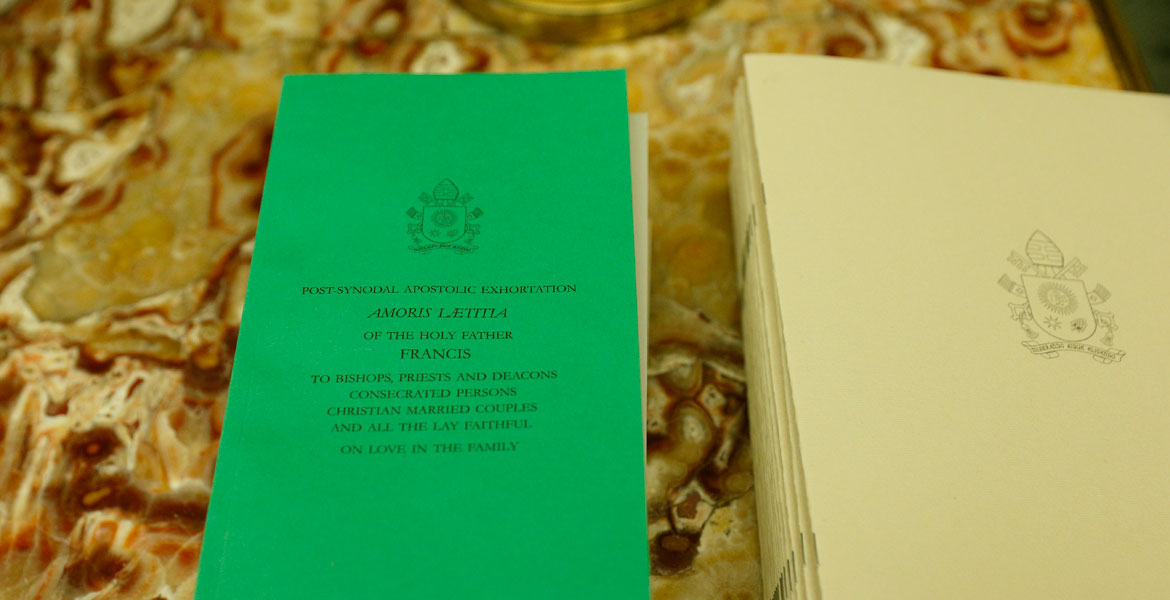 POST-SYNODAL APOSTOLIC EXHORTATION
AMORIS LÆTITIA
OF THE HOLY FATHER
FRANCIS
TO BISHOPS, PRIESTS AND DEACONS
CONSECRATED PERSONS
CHRISTIAN MARRIED COUPLES
AND ALL THE LAY FAITHFUL
ON LOVE IN THE FAMILY